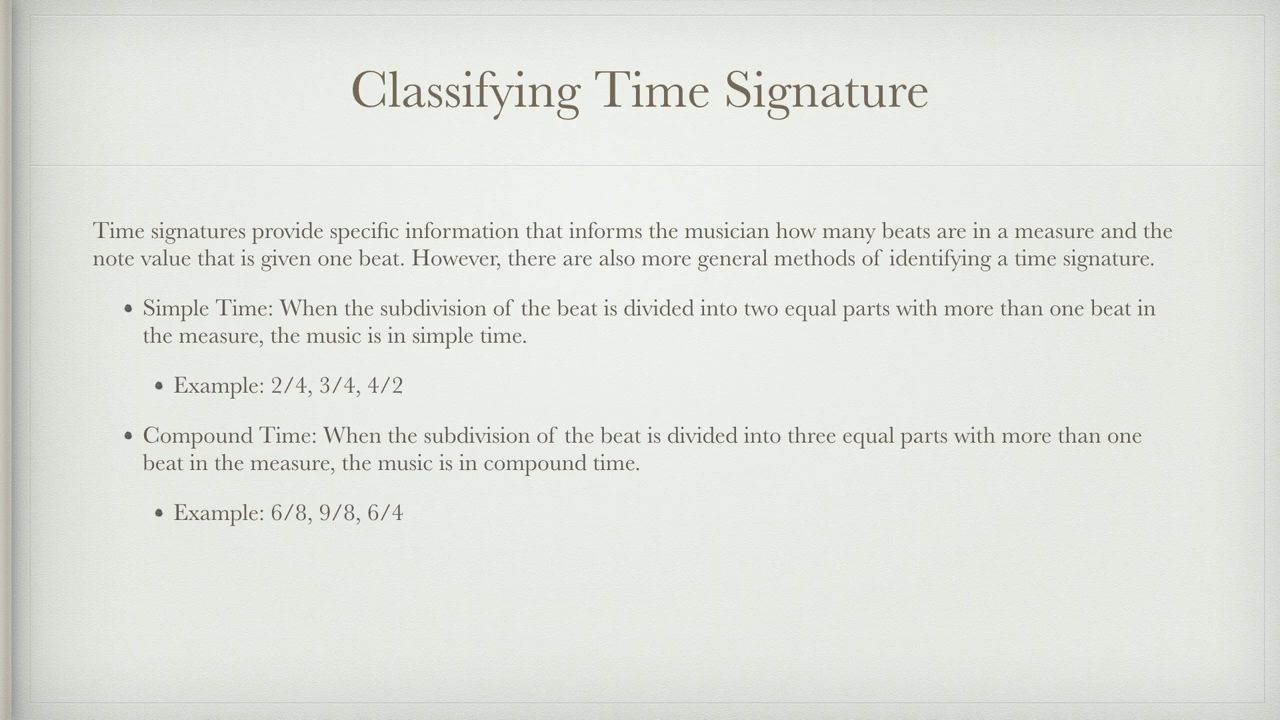 Classifying Time Signature
Time signatures provide specific information that informs the musician how many beats are in a measure and the
note value that is given one beat. However, there are also more general methods of identifying a time signature.
• Simple Time: When the subdivision of the beat is divided into two equal parts with more than one beat in
the measure, the music is in simple time.
• Example: 2/4, 3/4, 4/2
• Compound Time: When the subdivision of the beat is divided into three equal parts with more than one
beat in the measure, the music is in compound time.
• Example: 6/8, 9/8, 6/4